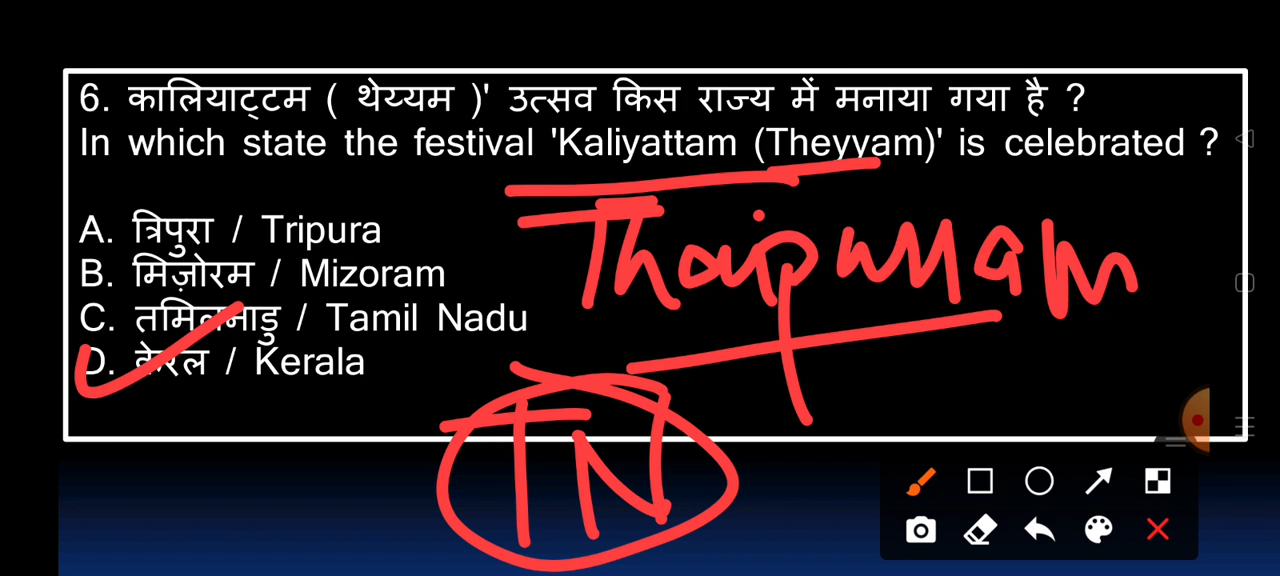 6. कालियाट्टम ( थेय्यम )' उत्सव किस राज्य में मनाया गया है ?
In which state the festival 'Kaliyattam (Theyyam)' is celebrated ?
A. त्रिपुरा / Tripura
B. मिज़ोरम / Mizoram
C. तमिलनाडु / Tamil Nadu
D. केरल / Kerala
Thaipusam
TN